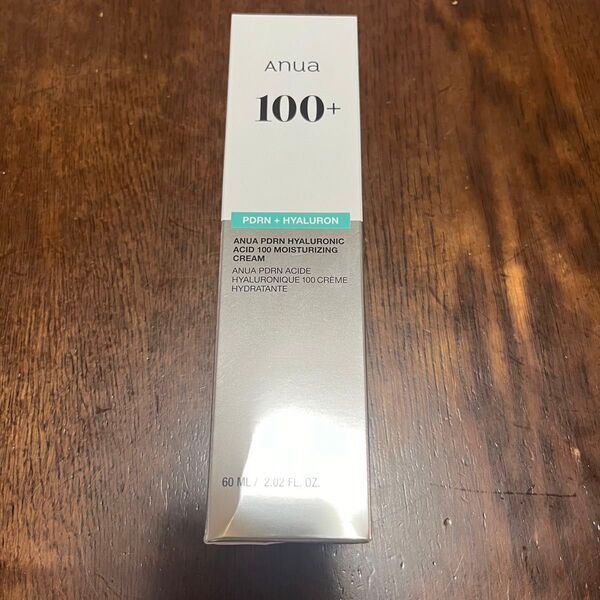 Anua
100+
PDRN + HYALURON
ANUA PDRN HYALURONIC
ACID 100 MOISTURIZING
CREAM
ANUA PDRN ACIDE
HYALURONIQUE 100 CRÈME
HYDRATANTE
60 ML / 2.02 FL. OZ.